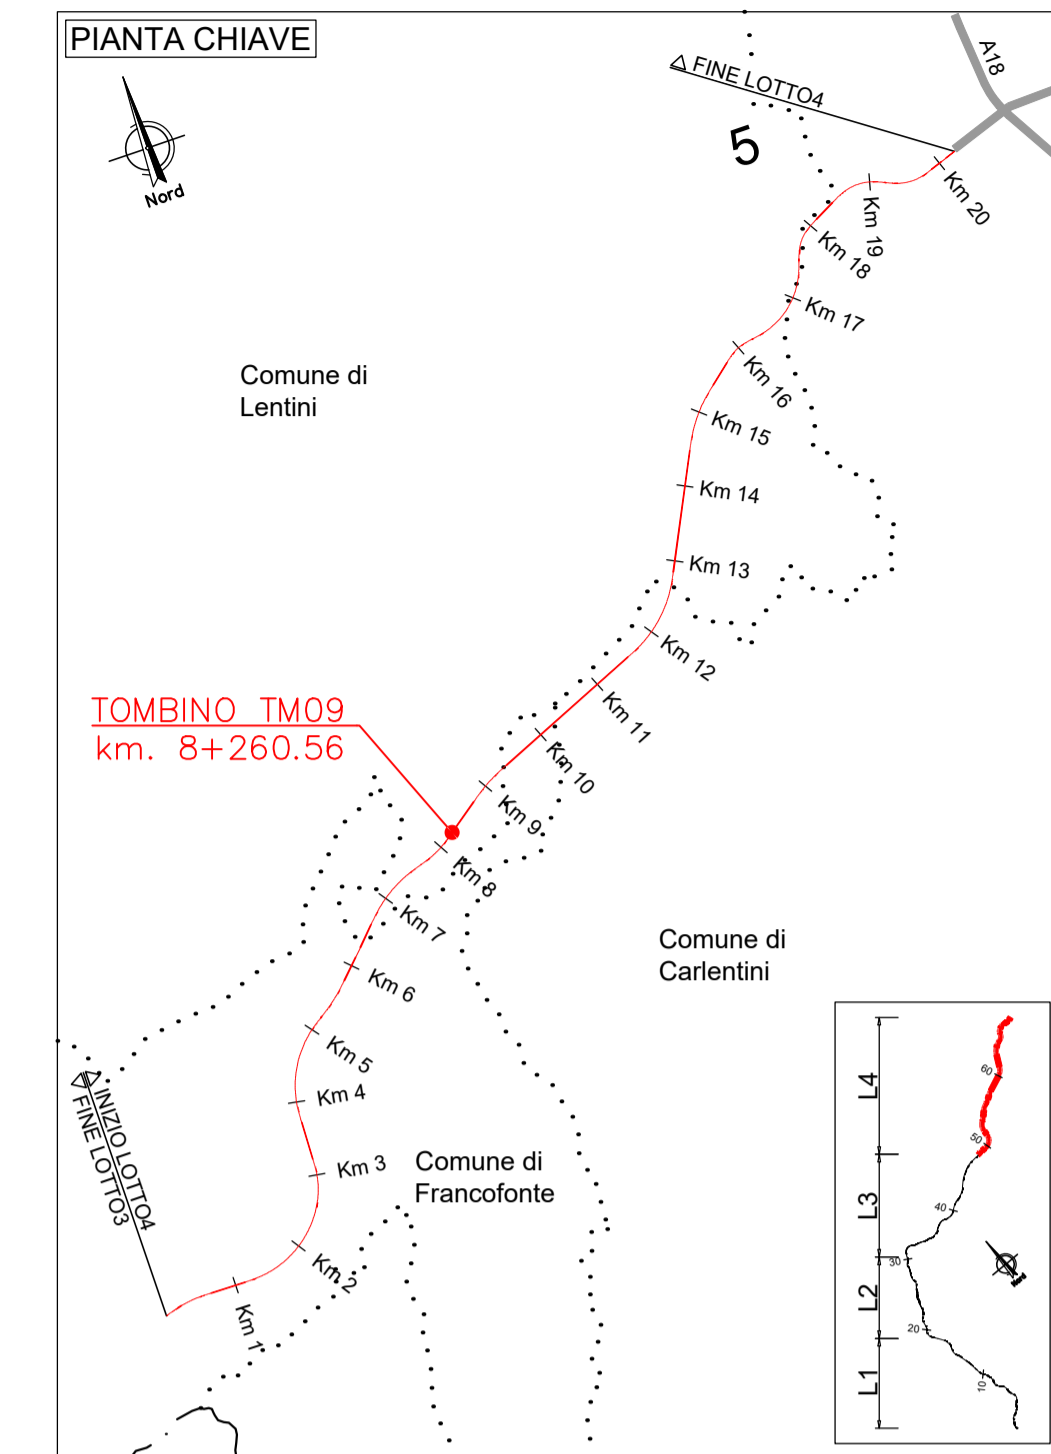 PIANTA CHIAVE
Nord
A18
FINE LOTTO4
5
Km 20
Km 19
Km 18
Km 17
Comune di
Lentini
Km 16
Km 15
Km 14
Km 13
Km 12
Km 11
TOMBINO TM09
km. 8+260.56
Km 10
Km 9
Km 8
Km 7
Comune di
Carlentini
Km 6
Km 5
Km 4
INIZIO LOTTO4
FINE LOTTO3
Km 3
Comune di
Francofonte
Km 2
Km 1
L4
60
50
L3
40
30
L2
20
L1
10